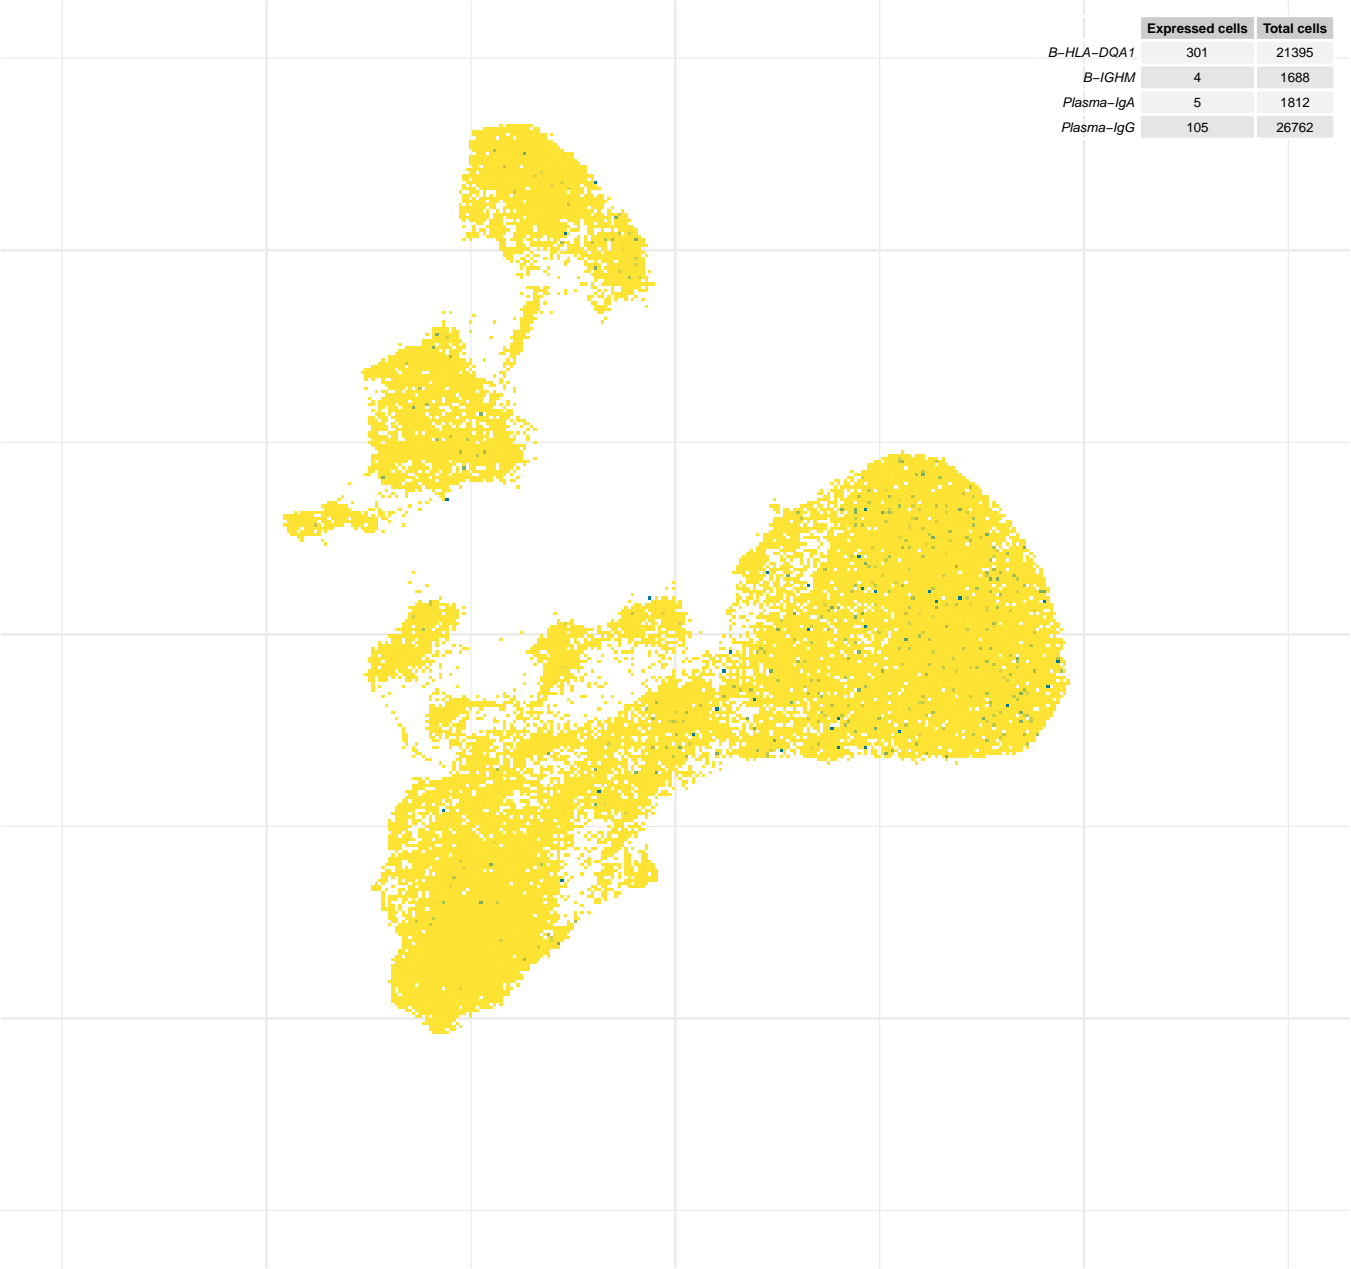 Expressed cells Total cells
B−HLA−DQA1 301 21395
B−IGHM 4 1688
Plasma−IgA 5 1812
Plasma−IgG 105 26762